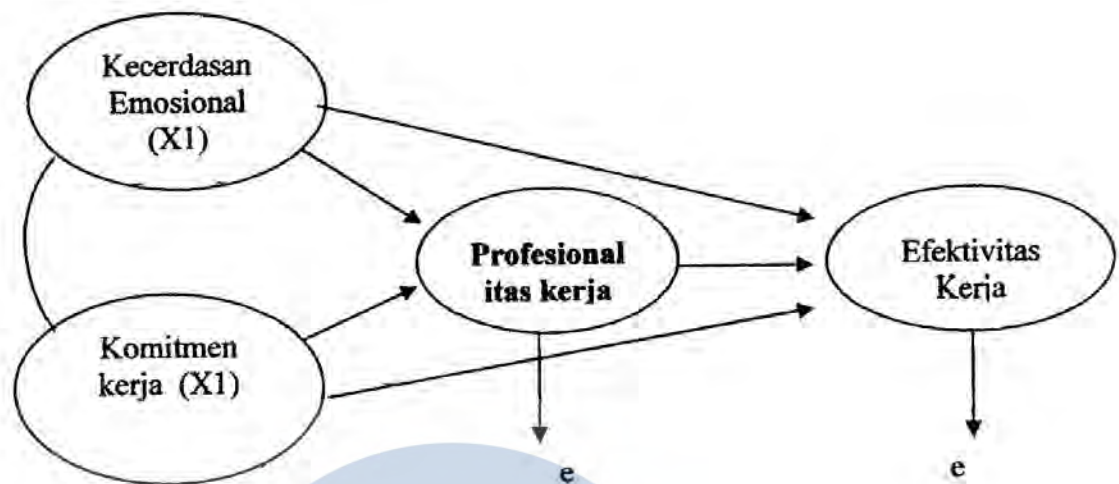 Kecerdasan
Emosional
(X1)
Profesional
itas kerja
Efektivitas
Kerja
Komitmen
kerja (X1)
e
e